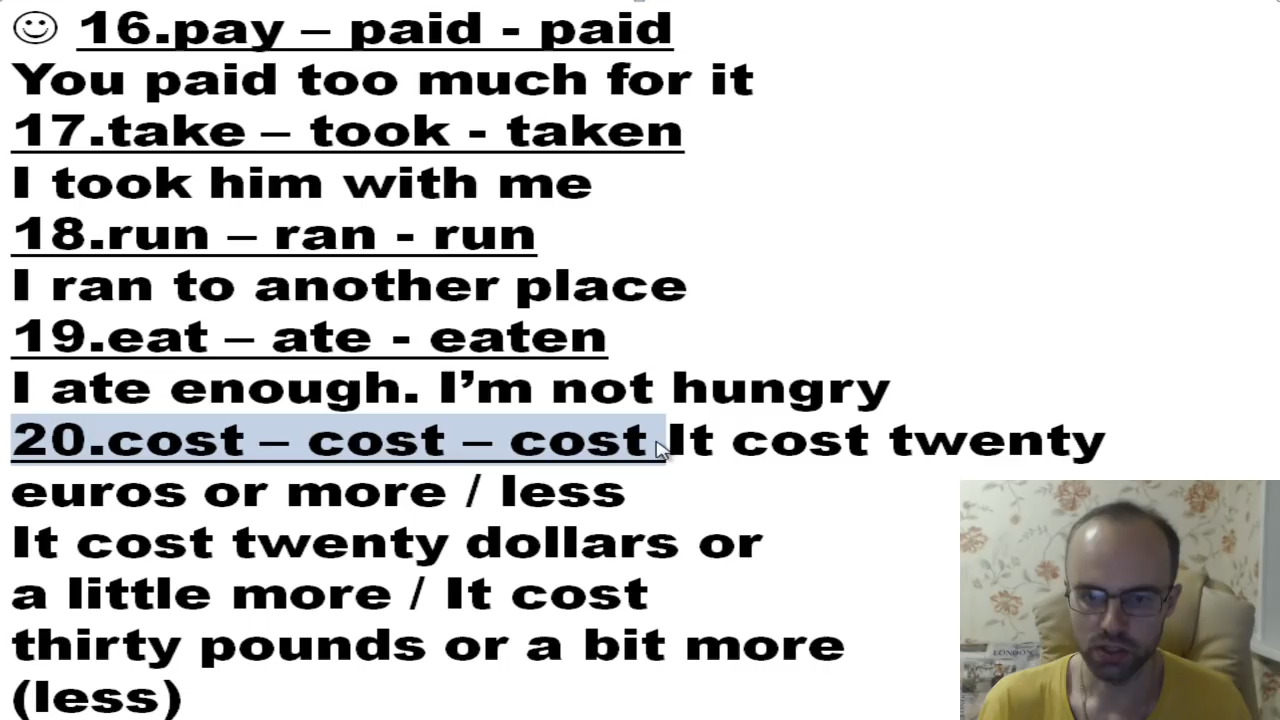 ☺ 16.pay – paid - paid
You paid too much for it
17.take – took - taken
I took him with me
18.run – ran - run
I ran to another place
19.eat – ate - eaten
I ate enough. I’m not hungry
20.cost – cost – cost It cost twenty
euros or more / less
It cost twenty dollars or
a little more / It cost
thirty pounds or a bit more
(less)
LONDON